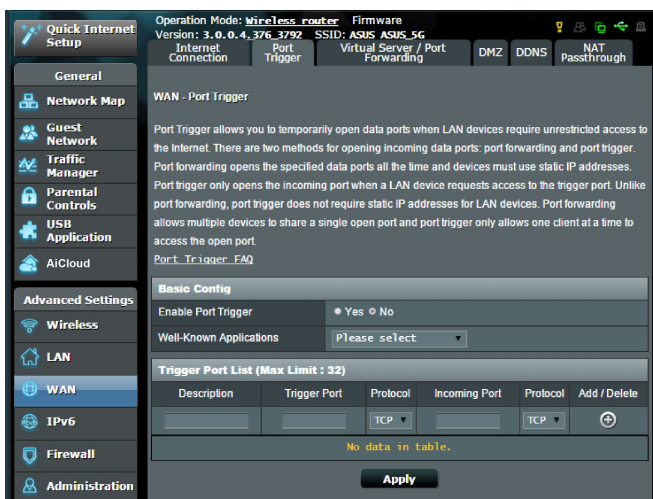 Quick Internet
Setup
Operation Mode: Wireless router Firmware
Version: 3.0.0.4.376_3792 SSID: ASUS ASUS_5G
Internet
Connection
Port
Trigger
Virtual Server / Port
Forwarding
DMZ
DDNS
NAT
Passthrough
General
Network Map
Guest
Network
Traffic
Manager
Parental
Controls
USB
Application
AiCloud
Advanced Settings
Wireless
LAN
WAN
IPv6
Firewall
Administration
WAN - Port Trigger
Port Trigger allows you to temporarily open data ports when LAN devices require unrestricted access to
the Internet. There are two methods for opening incoming data ports: port forwarding and port trigger.
Port forwarding opens the specified data ports all the time and devices must use static IP addresses.
Port trigger only opens the incoming port when a LAN device requests access to the trigger port. Unlike
port forwarding, port trigger does not require static IP addresses for LAN devices. Port forwarding
allows multiple devices to share a single open port and port trigger only allows one client at a time to
access the open port.
Port Trigger FAQ
Basic Config
Enable Port Trigger Yes No
Well-Known Applications Please select
Trigger Port List (Max Limit : 32)
Description Trigger Port Protocol Incoming Port Protocol Add / Delete
TCP TCP
No data in table.
Apply